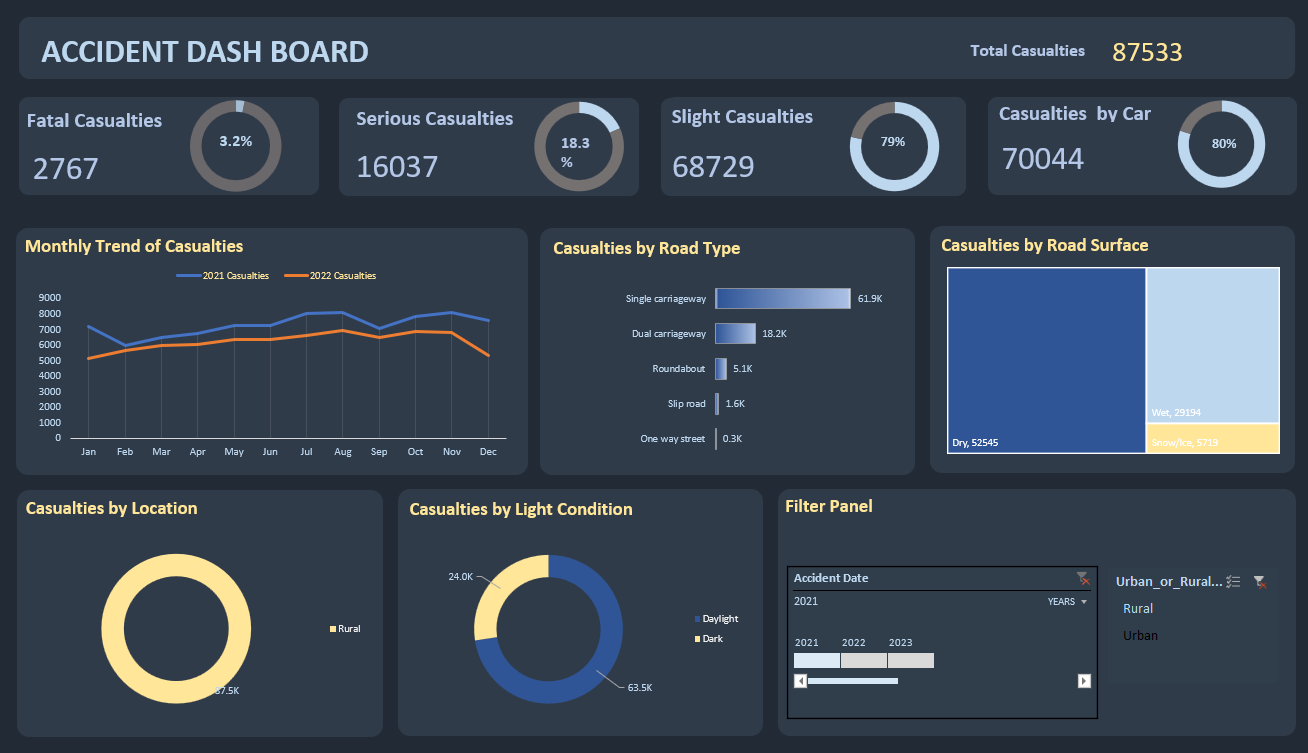 ACCIDENT DASH BOARD
Total Casualties 87533
Fatal Casualties
2767
3.2%
Serious Casualties
16037
18.3
%
Slight Casualties
68729
79%
Casualties by Car
70044
80%
Monthly Trend of Casualties
2021 Casualties 2022 Casualties
9000
8000
7000
6000
5000
4000
3000
2000
1000
0
Jan Feb Mar Apr May Jun Jul Aug Sep Oct Nov Dec
Casualties by Road Type
Single carriageway 61.9K
Dual carriageway 18.2K
Roundabout 5.1K
Slip road 1.6K
One way street 0.3K
Casualties by Road Surface
Dry, 52545
Wet, 29194
Snow/Ice, 5719
Casualties by Location
Rural
87.5K
Casualties by Light Condition
24.0K
Daylight
Dark
63.5K
Filter Panel
Accident Date
2021 YEARS
2021 2022 2023
Urban_or_Rural...
Rural
Urban